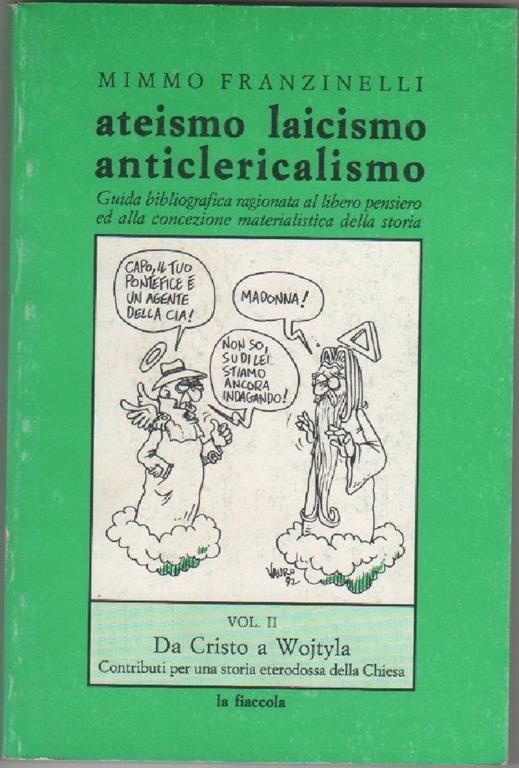 MIMMO FRANZINELLI
ateismo laicismo
anticlericalismo
Guida bibliografica ragionata al libero pensiero
ed alla concezione materialistica della storia
CAPO, IL TUO
PONTEFICE È
UN AGENTE
DELLA CIA!
MADONNA!
NON SO,
SU DI LEI
STIAMO
ANCORA
INDAGANDO!
VAURO
92
VOL. II
Da Cristo a Wojtyla
Contributi per una storia eterodossa della Chiesa
la fiaccola